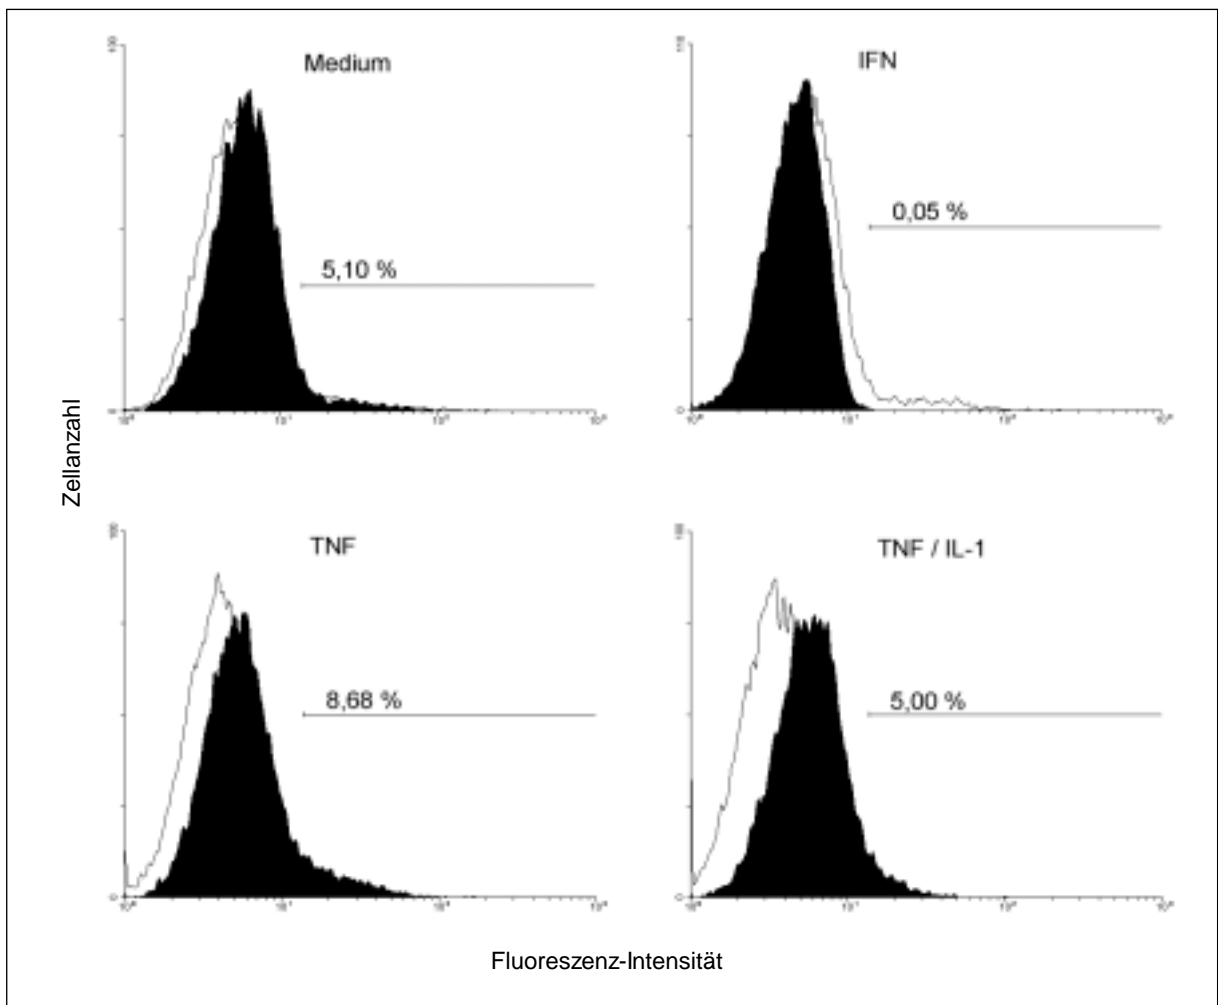 Medium
5,10 %
IFN
0,05 %
Zellanzahl
TNF
8,68 %
TNF / IL-1
5,00 %
Fluoreszenz-Intensität